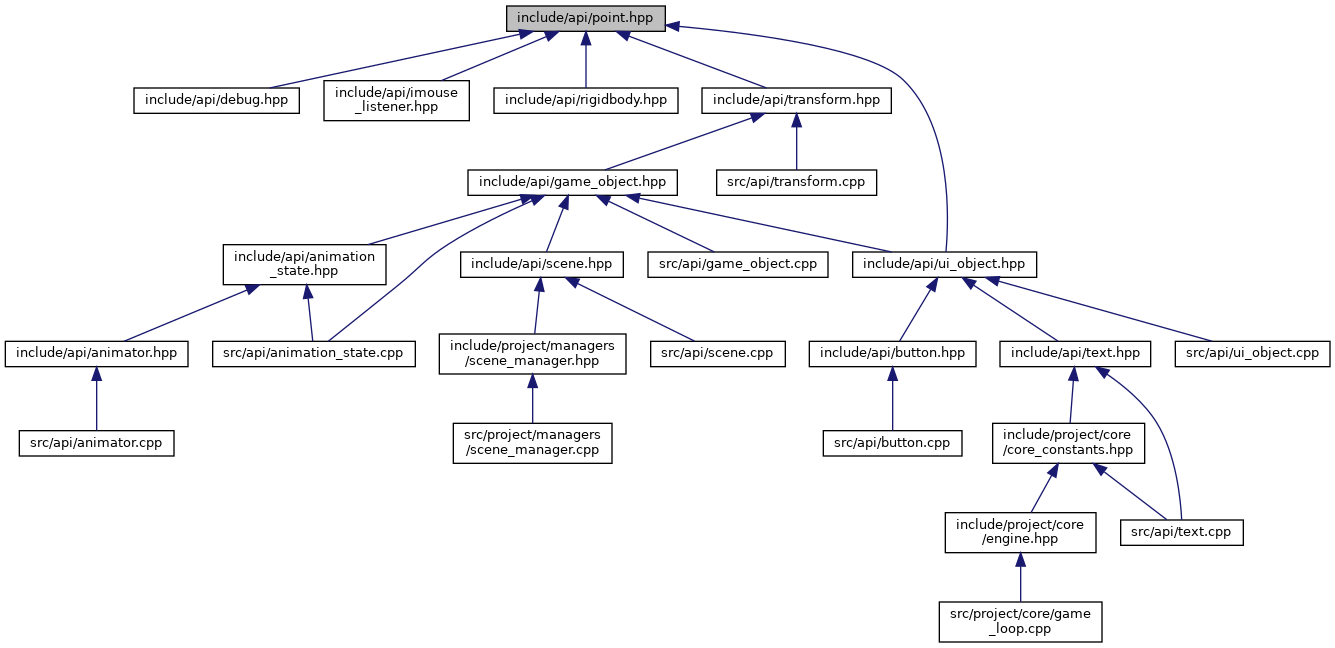 include/api/point.hpp
include/api/debug.hpp
include/api/imouse
_listener.hpp
include/api/rigidbody.hpp
include/api/transform.hpp
include/api/game_object.hpp
src/api/transform.cpp
include/api/animation
_state.hpp
include/api/scene.hpp
src/api/game_object.cpp
include/api/ui_object.hpp
include/api/animator.hpp
src/api/animation_state.cpp
include/project/managers
/scene_manager.hpp
src/api/scene.cpp
include/api/button.hpp
include/api/text.hpp
src/api/ui_object.cpp
src/api/animator.cpp
src/project/managers
/scene_manager.cpp
src/api/button.cpp
include/project/core
/core_constants.hpp
include/project/core
/engine.hpp
src/api/text.cpp
src/project/core/game
_loop.cpp